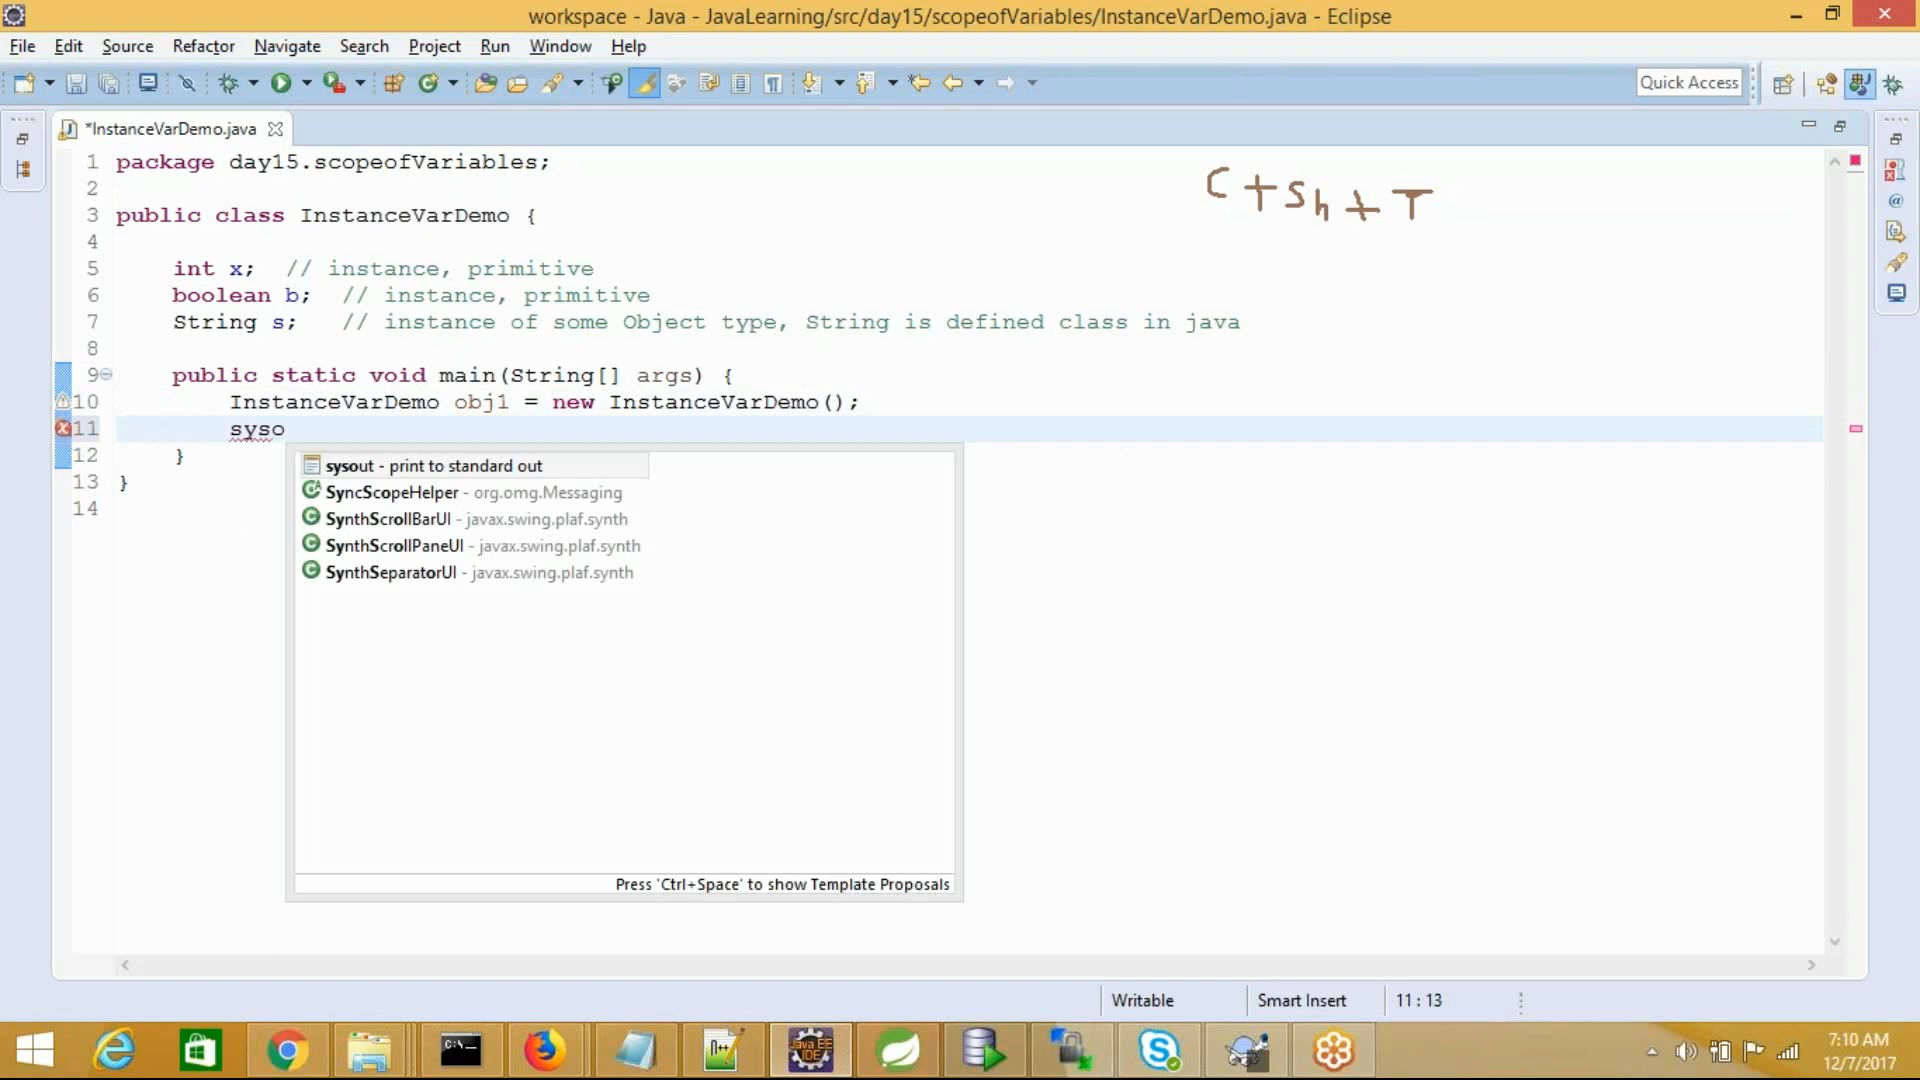 workspace - Java - JavaLearning/src/day15/scopeofVariables/InstanceVarDemo.java - Eclipse
File Edit Source Refactor Navigate Search Project Run Window Help
Quick Access
*InstanceVarDemo.java
1 package day15.scopeofVariables;
2
3 public class InstanceVarDemo {
4
5 int x; // instance, primitive
6 boolean b; // instance, primitive
7 String s; // instance of some Object type, String is defined class in java
8
9 public static void main(String[] args) {
10 InstanceVarDemo obj1 = new InstanceVarDemo();
11 syso
12 }
13 }
14
C + Sh + T
sysout - print to standard out
SyncScopeHelper - org.omg.Messaging
SynthScrollBarUI - javax.swing.plaf.synth
SynthScrollPaneUI - javax.swing.plaf.synth
SynthSeparatorUI - javax.swing.plaf.synth
Press 'Ctrl+Space' to show Template Proposals
Writable Smart Insert 11 : 13
Java EE
IDE
7:10 AM
12/7/2017